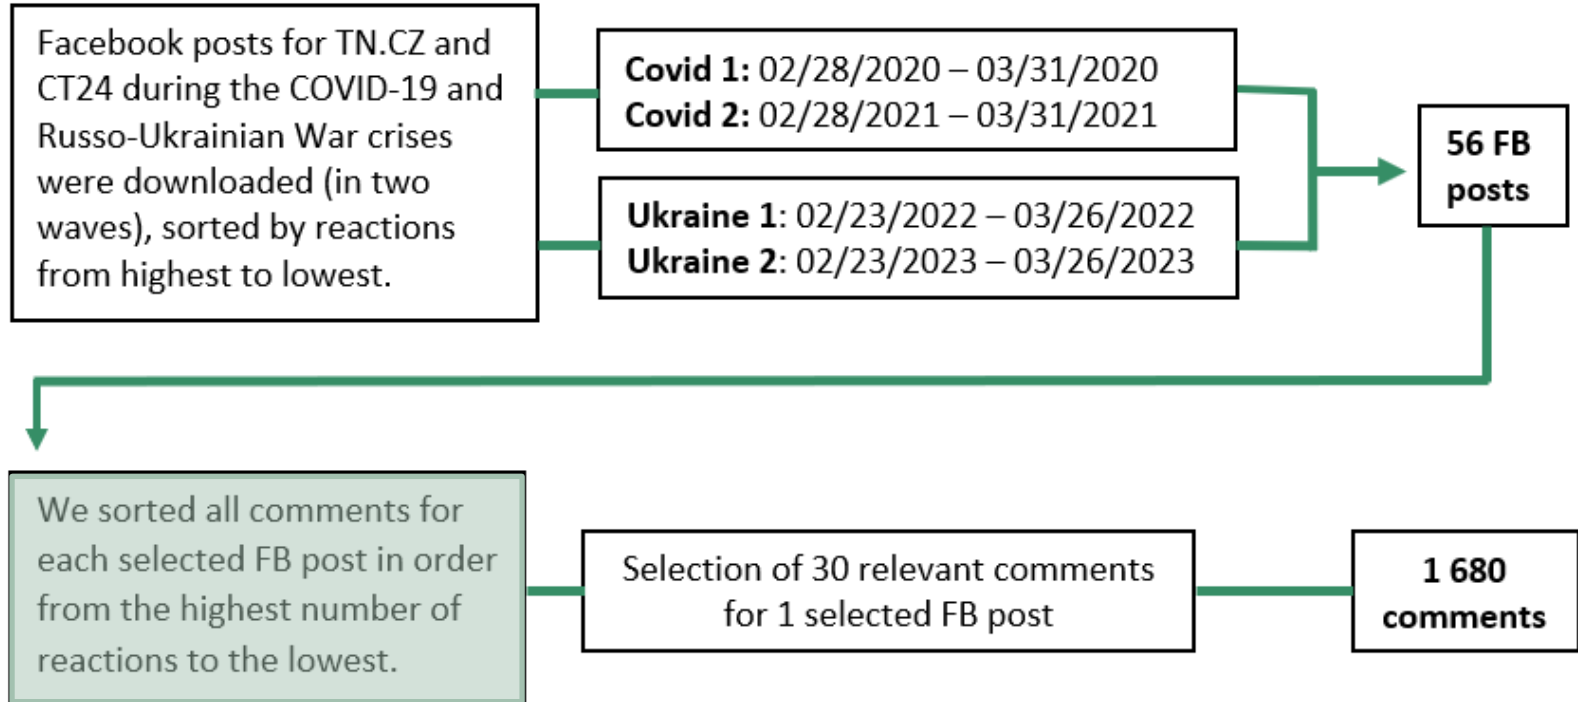 Facebook posts for TN.CZ and
CT24 during the COVID-19 and
Russo-Ukrainian War crises
were downloaded (in two
waves), sorted by reactions
from highest to lowest.
Covid 1: 02/28/2020 – 03/31/2020
Covid 2: 02/28/2021 – 03/31/2021
Ukraine 1: 02/23/2022 – 03/26/2022
Ukraine 2: 02/23/2023 – 03/26/2023
56 FB
posts
We sorted all comments for
each selected FB post in order
from the highest number of
reactions to the lowest.
Selection of 30 relevant comments
for 1 selected FB post
1 680
comments